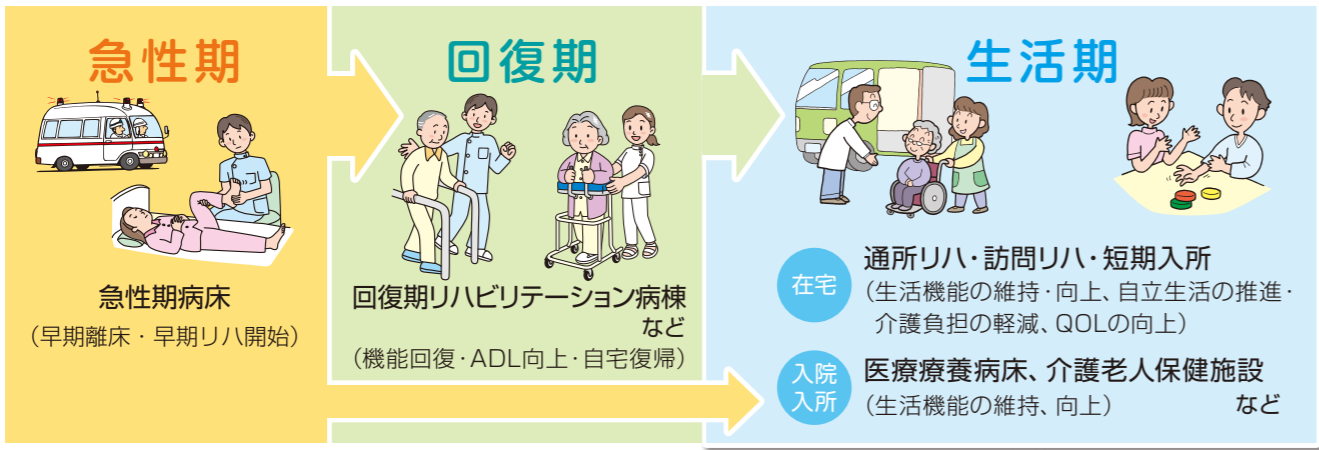 急性期
急性期病床
（早期離床・早期リハ開始）
回復期
回復期リハビリテーション病棟
など
（機能回復・ADL向上・自宅復帰）
生活期
在宅
通所リハ・訪問リハ・短期入所
（生活機能の維持・向上、自立生活の推進・
介護負担の軽減、QOLの向上）
入院
入所
医療療養病床、介護老人保健施設
（生活機能の維持、向上） など